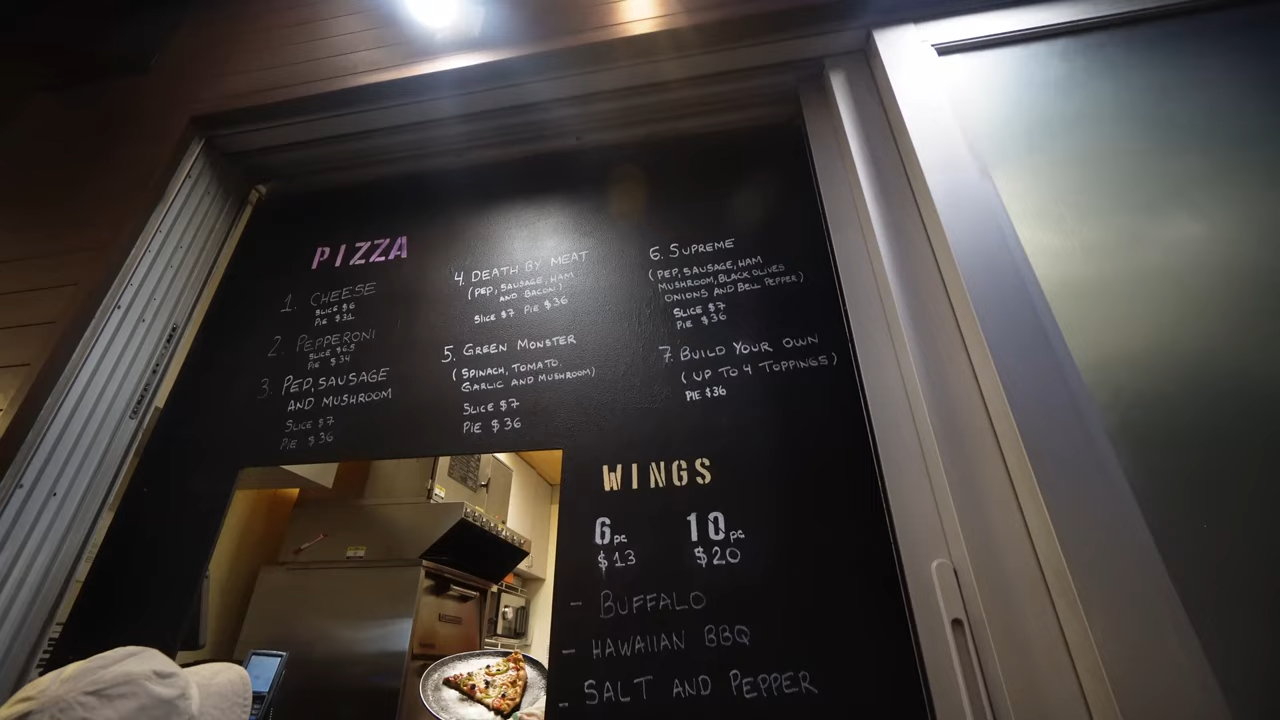 PIZZA
1. CHEESE
SLICE $6
PIE $31
2. PEPPERONI
SLICE $6.5
PIE $34
3. PEP, SAUSAGE
AND MUSHROOM
SLICE $7
PIE $36
4. DEATH BY MEAT
(PEP, SAUSAGE, HAM
AND BACON)
SLICE $7 PIE $36
5. GREEN MONSTER
(SPINACH, TOMATO,
GARLIC AND MUSHROOM)
SLICE $7
PIE $36
6. SUPREME
(PEP, SAUSAGE, HAM
MUSHROOM, BLACK OLIVES
ONIONS AND BELL PEPPER)
SLICE $7
PIE $36
7. BUILD YOUR OWN
(UP TO 4 TOPPINGS)
PIE $36
WINGS
6pc 10pc
$13 $20
- BUFFALO
- HAWAIIAN BBQ
- SALT AND PEPPER